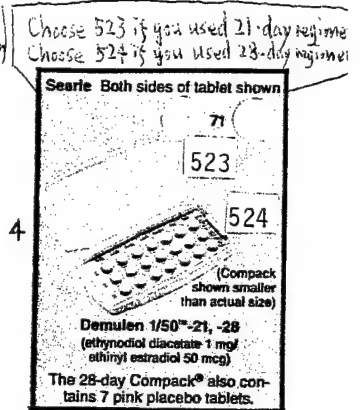 Choose 523 if you used 21-day regime
Choose 524 if you used 28-day regime
Searle Both sides of tablet shown
71
523
524
4
(Compack
shown smaller
than actual size)
Demulen 1/50™-21, -28
(ethynodiol diacetate 1 mg/
ethinyl estradiol 50 mcg)
The 28-day Compack® also con-
tains 7 pink placebo tablets.